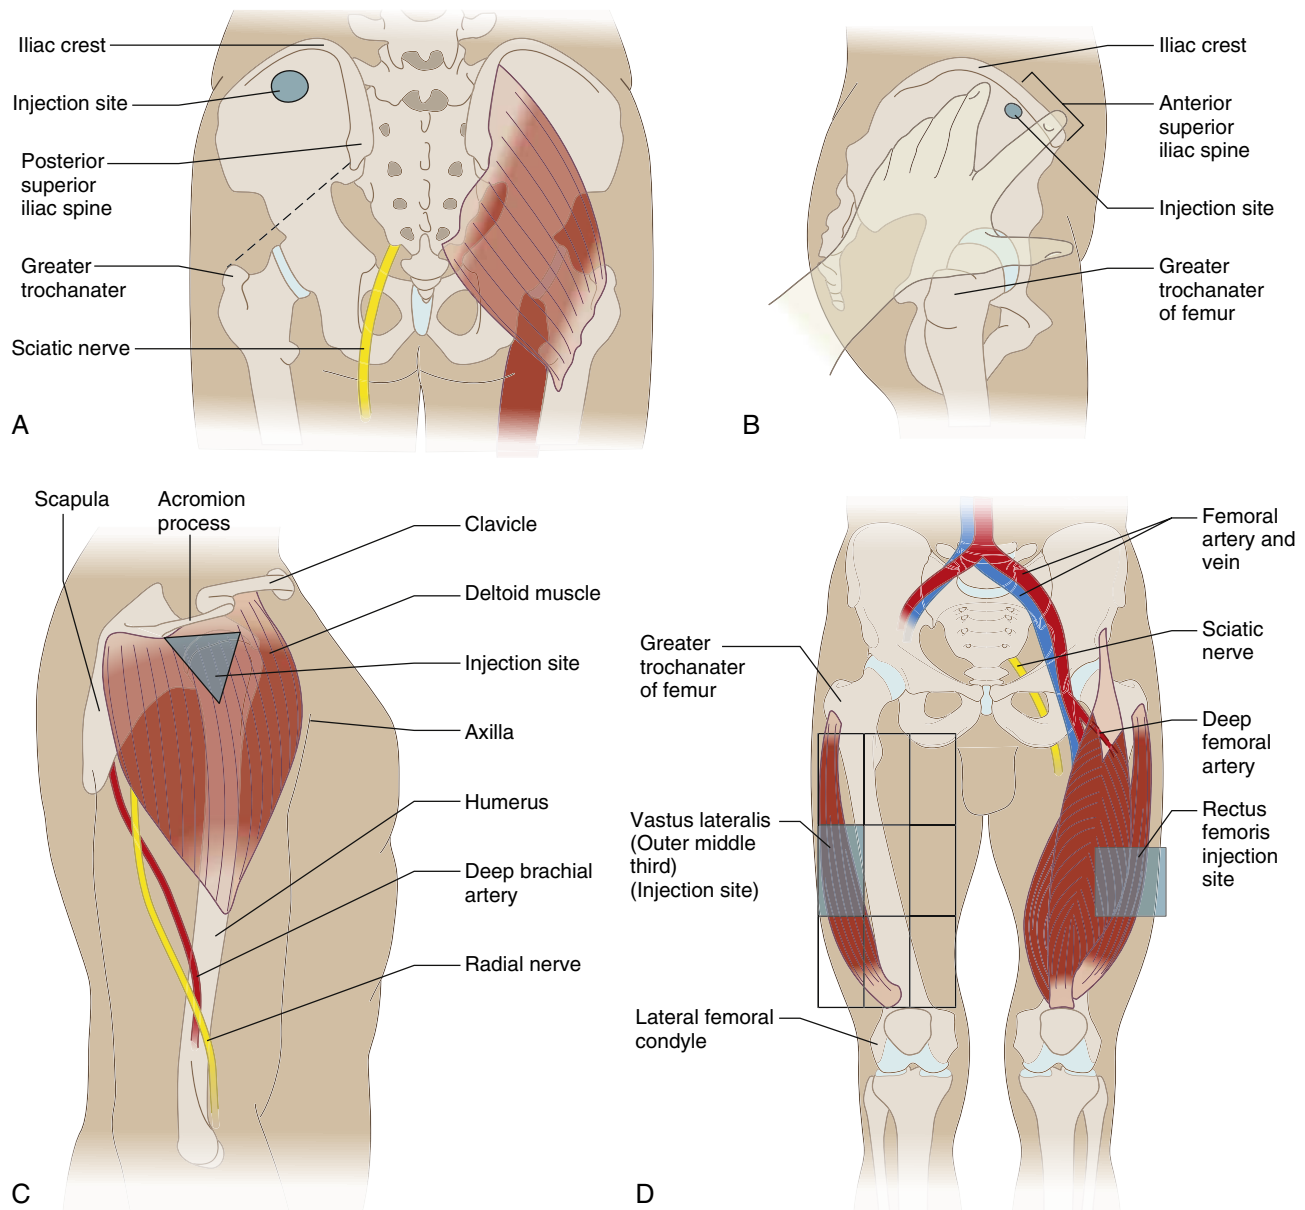 Iliac crest
Injection site
Posterior
superior
iliac spine
Greater
trochanater
Sciatic nerve
A
Iliac crest
Anterior
superior
iliac spine
Injection site
Greater
trochanater
of femur
B
Scapula
Acromion
process
Clavicle
Deltoid muscle
Injection site
Axilla
Humerus
Deep brachial
artery
Radial nerve
C
Greater
trochanater
of femur
Vastus lateralis
(Outer middle
third)
(Injection site)
Lateral femoral
condyle
Femoral
artery and
vein
Sciatic
nerve
Deep
femoral
artery
Rectus
femoris
injection
site
D